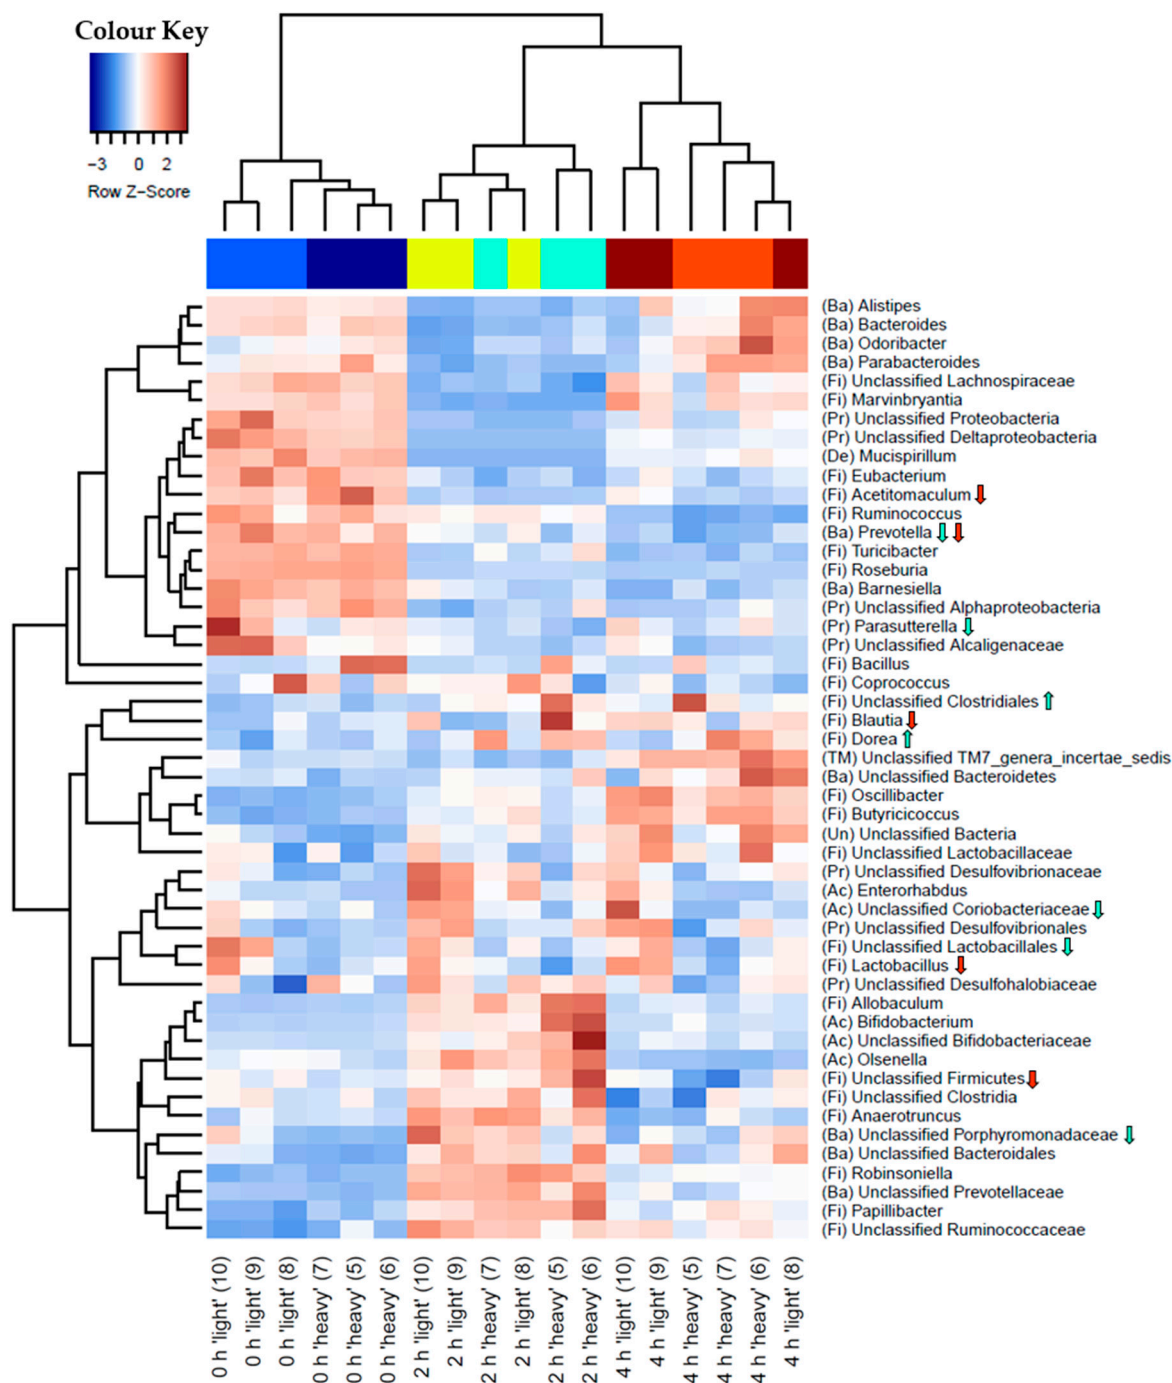 Colour Key
−3 0 2
Row Z−Score
(Ba) Alistipes
(Ba) Bacteroides
(Ba) Odoribacter
(Ba) Parabacteroides
(Fi) Unclassified Lachnospiraceae
(Fi) Marvinbryantia
(Pr) Unclassified Proteobacteria
(Pr) Unclassified Deltaproteobacteria
(De) Mucispirillum
(Fi) Eubacterium
(Fi) Acetitomaculum
(Fi) Ruminococcus
(Ba) Prevotella
(Fi) Turicibacter
(Fi) Roseburia
(Ba) Barnesiella
(Pr) Unclassified Alphaproteobacteria
(Pr) Parasutterella
(Pr) Unclassified Alcaligenaceae
(Fi) Bacillus
(Fi) Coprococcus
(Fi) Unclassified Clostridiales
(Fi) Blautia
(Fi) Dorea
(TM) Unclassified TM7_genera_incertae_sedis
(Ba) Unclassified Bacteroidetes
(Fi) Oscillibacter
(Fi) Butyricicoccus
(Un) Unclassified Bacteria
(Fi) Unclassified Lactobacillaceae
(Pr) Unclassified Desulfovibrionaceae
(Ac) Enterorhabdus
(Ac) Unclassified Coriobacteriaceae
(Pr) Unclassified Desulfovibrionales
(Fi) Unclassified Lactobacillales
(Fi) Lactobacillus
(Pr) Unclassified Desulfohalobiaceae
(Fi) Allobaculum
(Ac) Bifidobacterium
(Ac) Unclassified Bifidobacteriaceae
(Ac) Olsenella
(Fi) Unclassified Firmicutes
(Fi) Unclassified Clostridia
(Fi) Anaerotruncus
(Ba) Unclassified Porphyromonadaceae
(Ba) Unclassified Bacteroidales
(Fi) Robinsoniella
(Ba) Unclassified Prevotellaceae
(Fi) Papillibacter
(Fi) Unclassified Ruminococcaceae
0 h 'light' (10)
0 h 'light' (9)
0 h 'light' (8)
0 h 'heavy' (7)
0 h 'heavy' (5)
0 h 'heavy' (6)
2 h 'light' (10)
2 h 'light' (9)
2 h 'heavy' (7)
2 h 'light' (8)
2 h 'heavy' (5)
2 h 'heavy' (6)
4 h 'light' (10)
4 h 'light' (9)
4 h 'heavy' (5)
4 h 'heavy' (7)
4 h 'heavy' (6)
4 h 'light' (8)